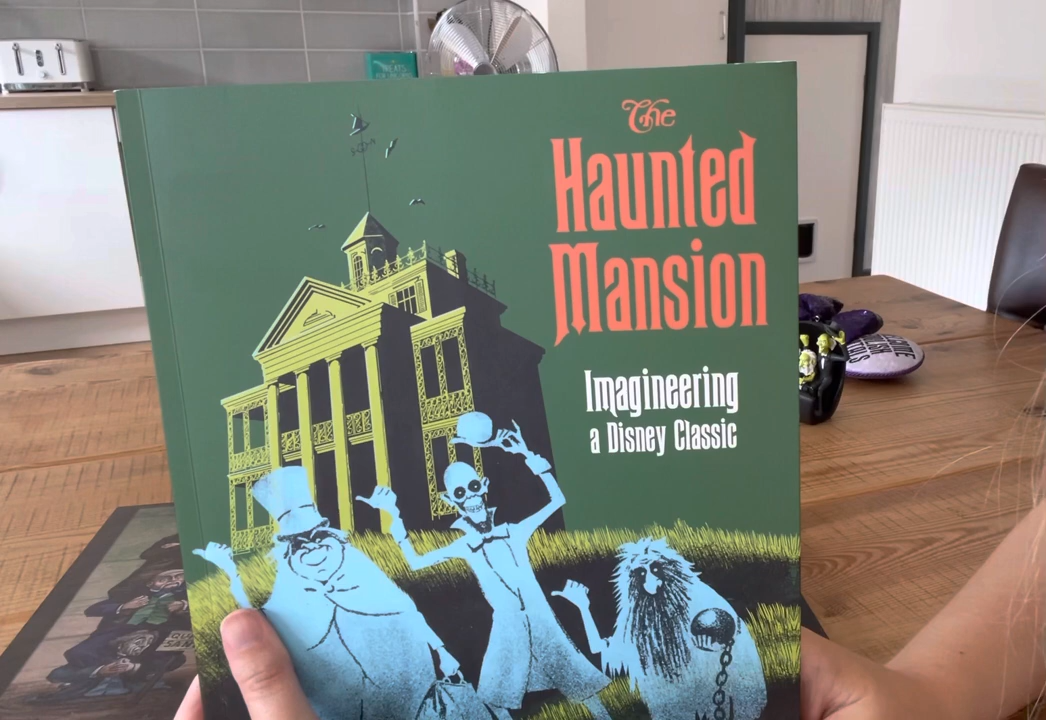 The
Haunted
Mansion
Imagineering
a Disney Classic